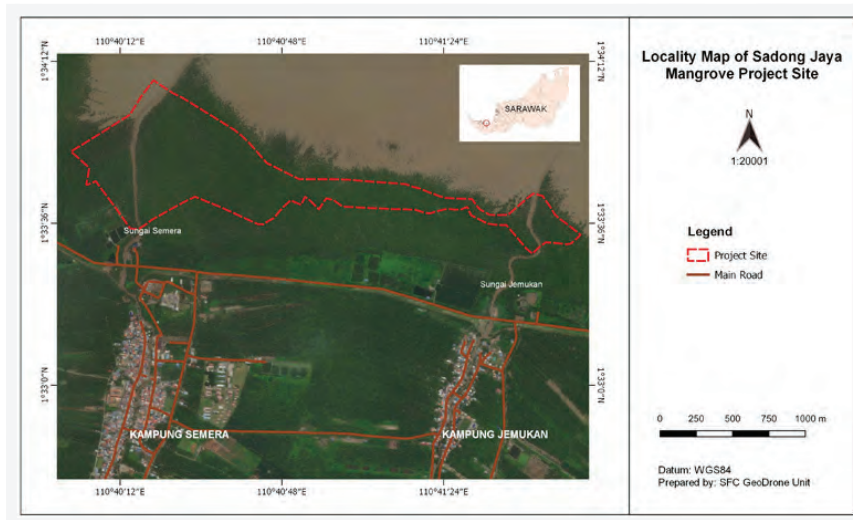 110°40'12"E
110°40'48"E
110°41'24"E
1°34'12"N
1°34'12"N
SARAWAK
1°33'36"N
1°33'36"N
Sungai Semera
Sungai Jemukan
1°33'0"N
1°33'0"N
KAMPUNG SEMERA
KAMPUNG JEMUKAN
110°40'12"E
110°40'48"E
110°41'24"E
Locality Map of Sadong Jaya
Mangrove Project Site
N
1:20001
Legend
Project Site
Main Road
0 250 500 750 1000 m
Datum: WGS84
Prepared by: SFC GeoDrone Unit